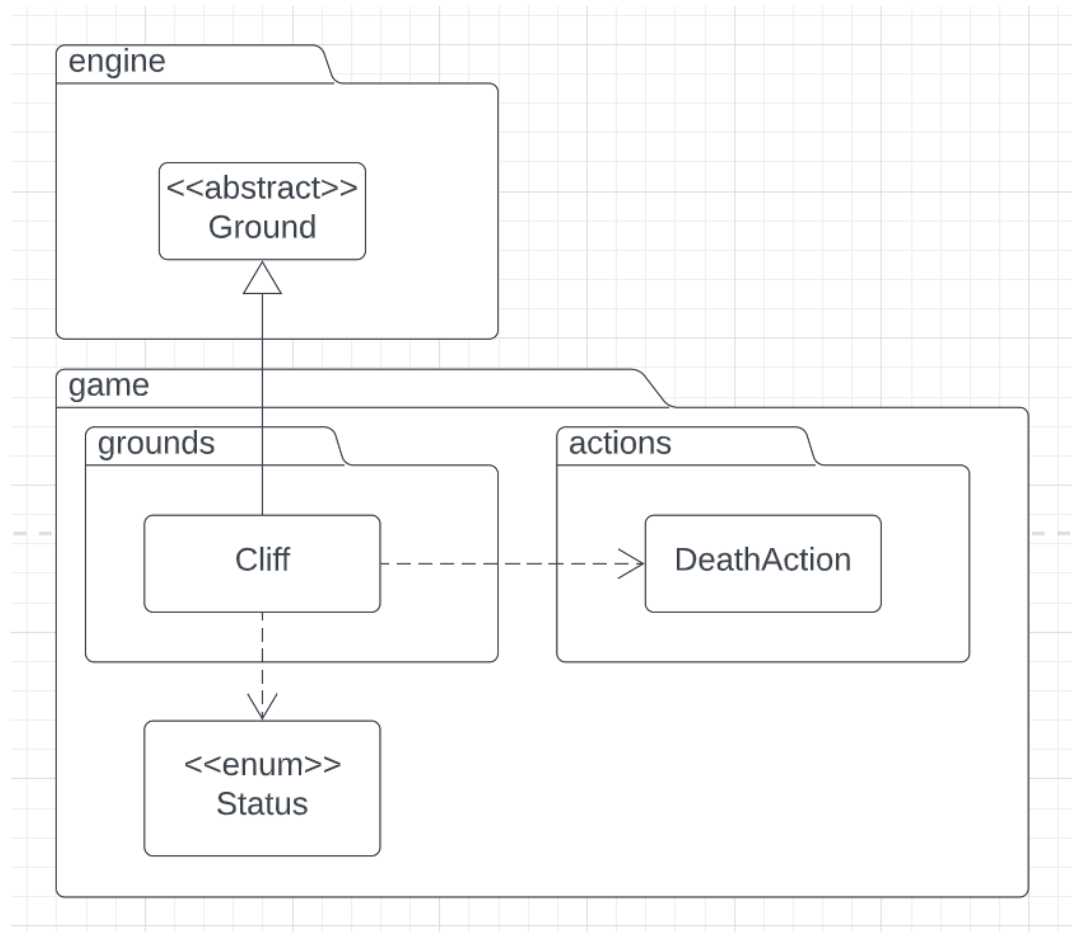 engine
<<abstract>>
Ground
game
grounds
actions
Cliff
DeathAction
<<enum>>
Status